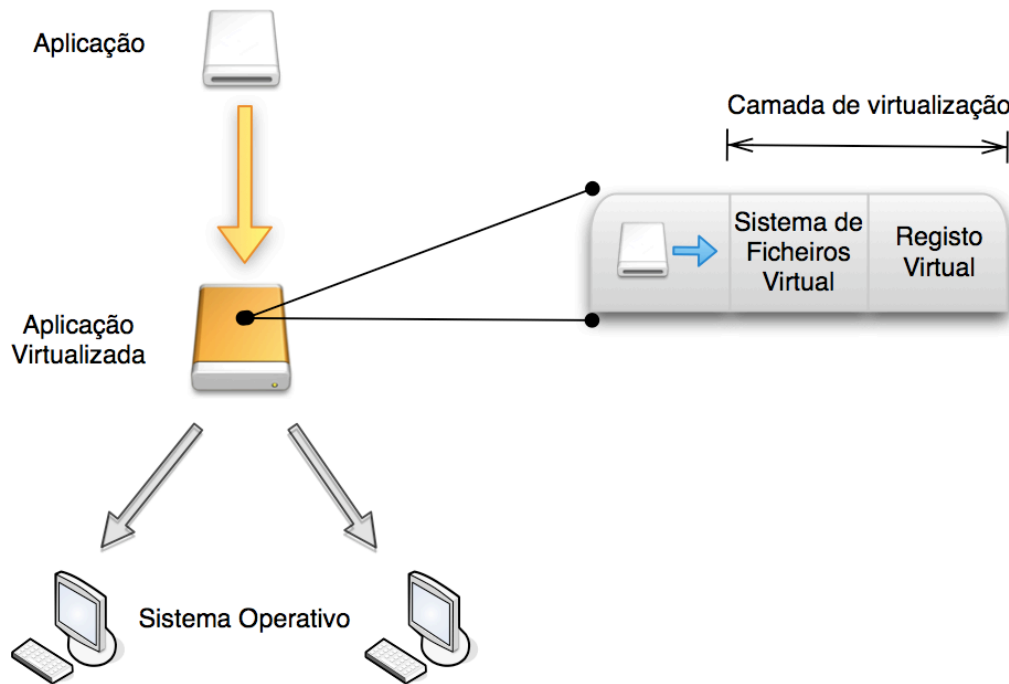 Aplicação
Camada de virtualização
Sistema de
Ficheiros
Virtual
Registo
Virtual
Aplicação
Virtualizada
Sistema Operativo